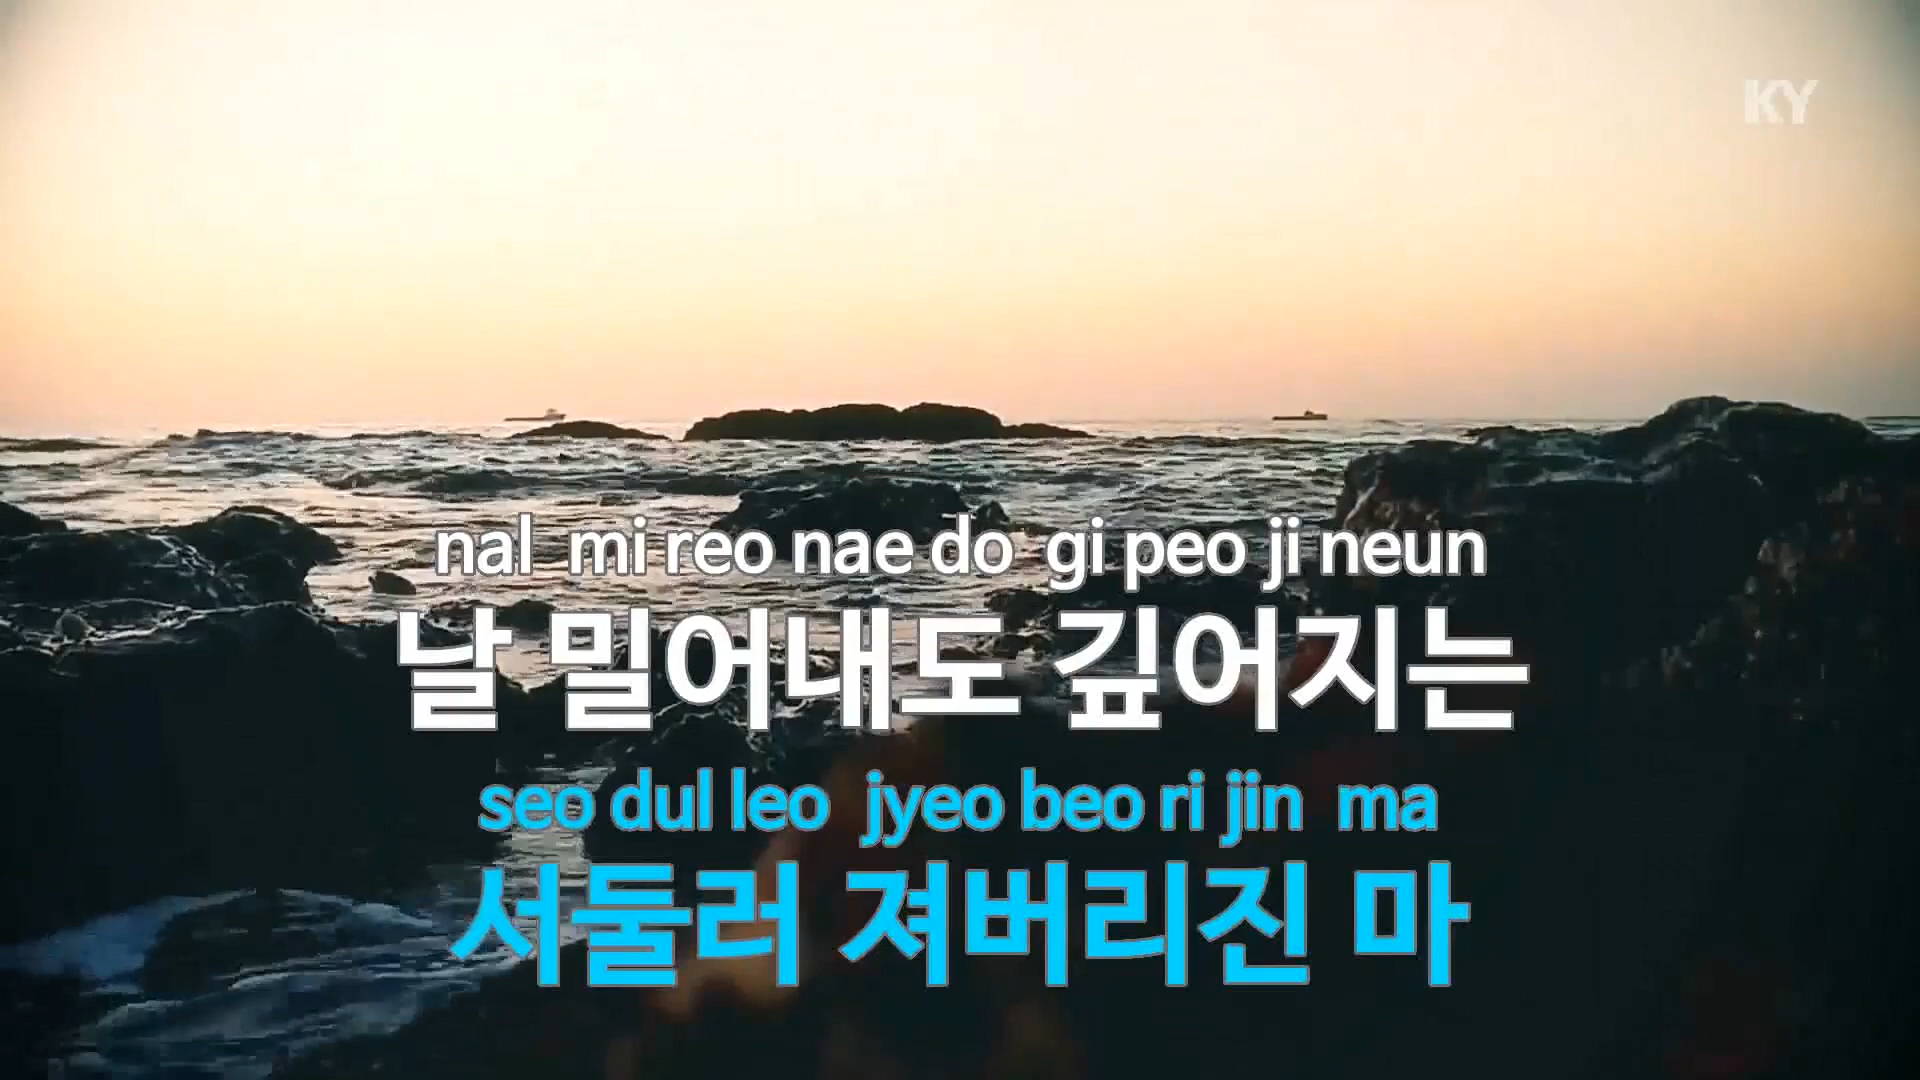 KY
nal mi reo nae do gi peo ji neun
날 밀어내도 깊어지는
seo dul leo jyeo beo ri jin ma
서둘러 져버리진 마